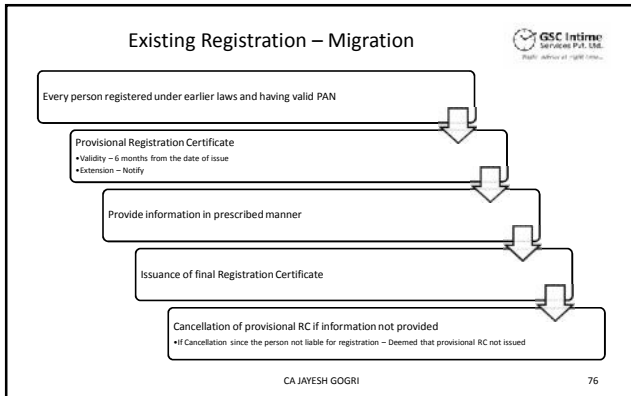 Existing Registration – Migration
GSC Intime
Services Pvt. Ltd.
Every person registered under earlier laws and having valid PAN
Provisional Registration Certificate
•Validity – 6 months from the date of issue
•Extension – Notify
Provide information in prescribed manner
Issuance of final Registration Certificate
Cancellation of provisional RC if information not provided
•If Cancellation since the person not liable for registration – Deemed that provisional RC not issued
CA JAYESH GOGRI
76